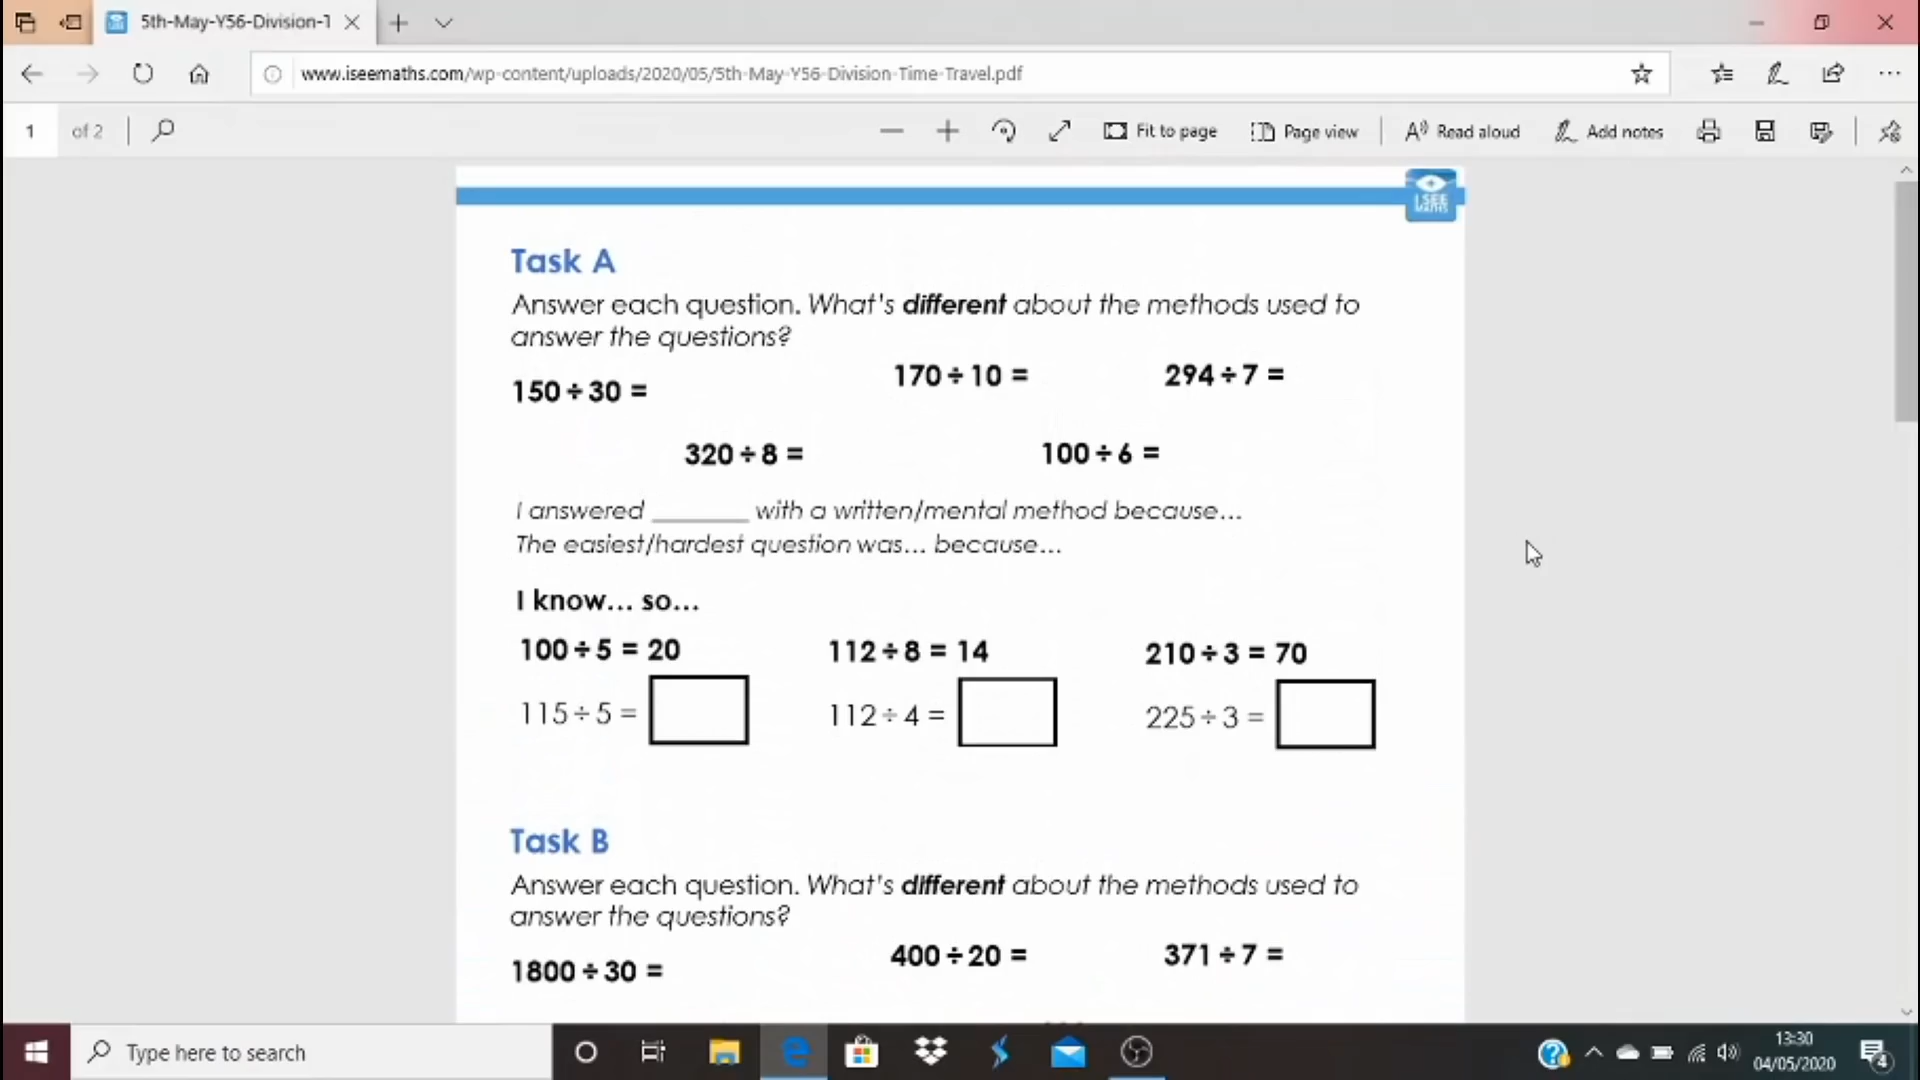 5th-May-Y56-Division-T
www.iseemaths.com/wp-content/uploads/2020/05/5th-May-Y56-Division-Time-Travel.pdf
1 of 2 Fit to page Page view Read aloud Add notes
I SEE
MATHS
Task A
Answer each question. What's different about the methods used to
answer the questions?
150 ÷ 30 = 170 ÷ 10 = 294 ÷ 7 =
320 ÷ 8 = 100 ÷ 6 =
I answered _______ with a written/mental method because...
The easiest/hardest question was... because...
I know... so...
100 ÷ 5 = 20 112 ÷ 8 = 14 210 ÷ 3 = 70
115 ÷ 5 = 112 ÷ 4 = 225 ÷ 3 =
Task B
Answer each question. What's different about the methods used to
answer the questions?
1800 ÷ 30 = 400 ÷ 20 = 371 ÷ 7 =
Type here to search
13:30
04/05/2020
4